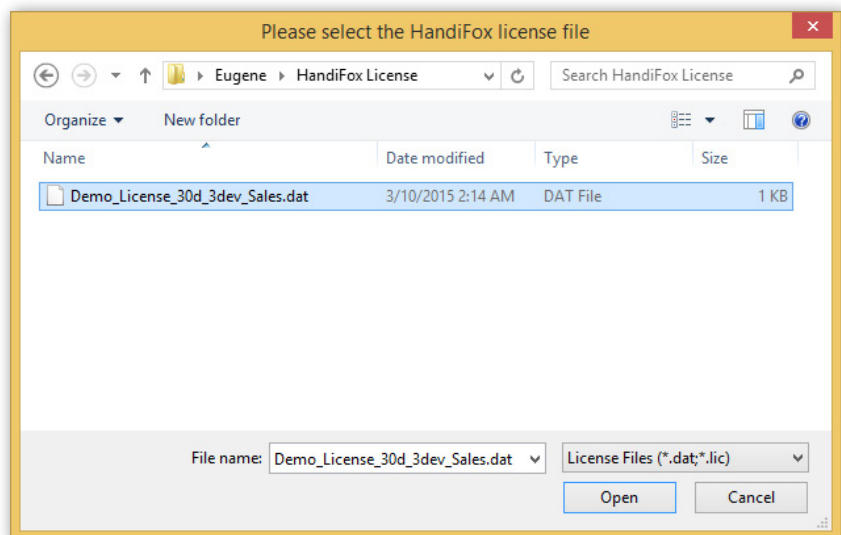 Please select the HandiFox license file
Eugene HandiFox License Search HandiFox License
Organize New folder
Name Date modified Type Size
Demo_License_30d_3dev_Sales.dat 3/10/2015 2:14 AM DAT File 1 KB
File name: Demo_License_30d_3dev_Sales.dat License Files (*.dat;*.lic)
Open Cancel